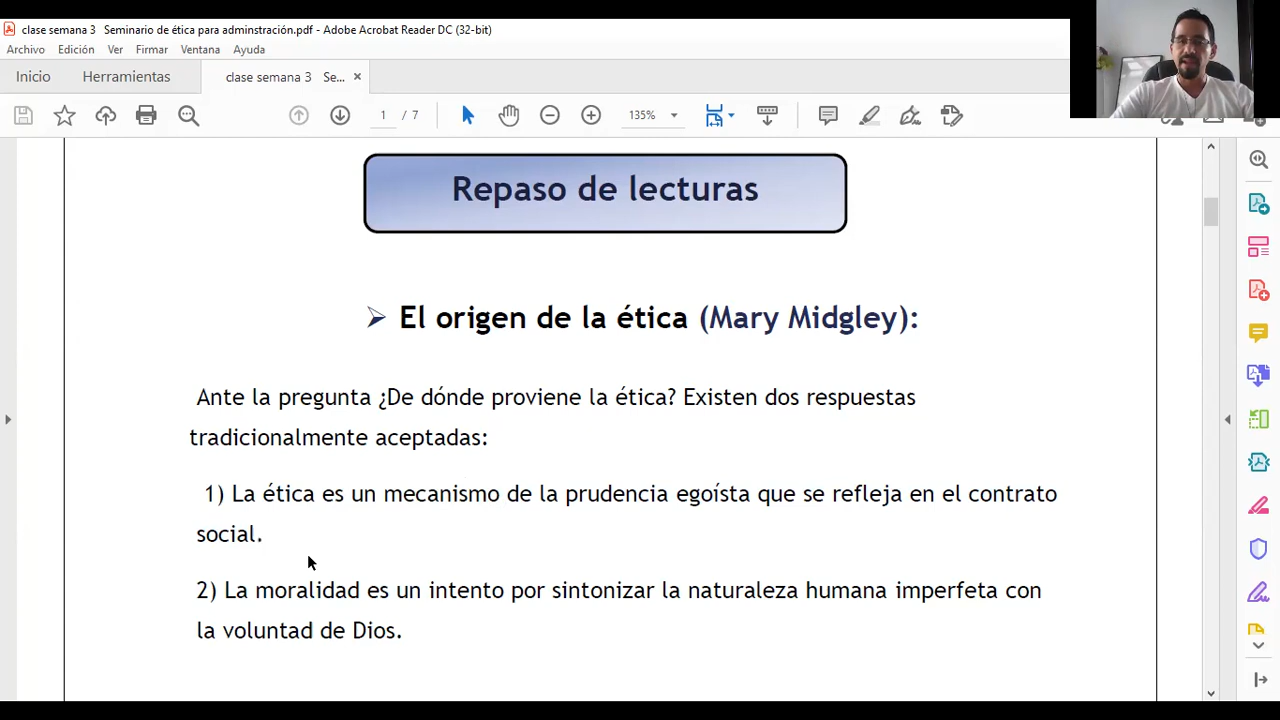 clase semana 3 Seminario de ética para adminstración.pdf - Adobe Acrobat Reader DC (32-bit)
Archivo Edición Ver Firmar Ventana Ayuda
Inicio Herramientas clase semana 3 Se... ×
1 / 7 135%
Repaso de lecturas
➢ El origen de la ética (Mary Midgley):
Ante la pregunta ¿De dónde proviene la ética? Existen dos respuestas
tradicionalmente aceptadas:
1) La ética es un mecanismo de la prudencia egoísta que se refleja en el contrato
social.
2) La moralidad es un intento por sintonizar la naturaleza humana imperfeta con
la voluntad de Dios.